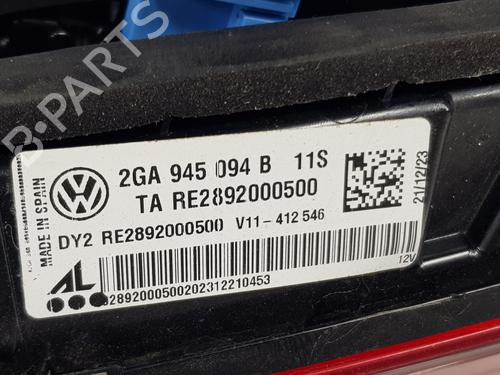 B-PARTS
MADE IN SPAIN
2GA 945 094 B 11S
TA RE2892000500
DY2 RE2892000500 V11-412 546
21/12/23
AL
2892000500202312210453
12V